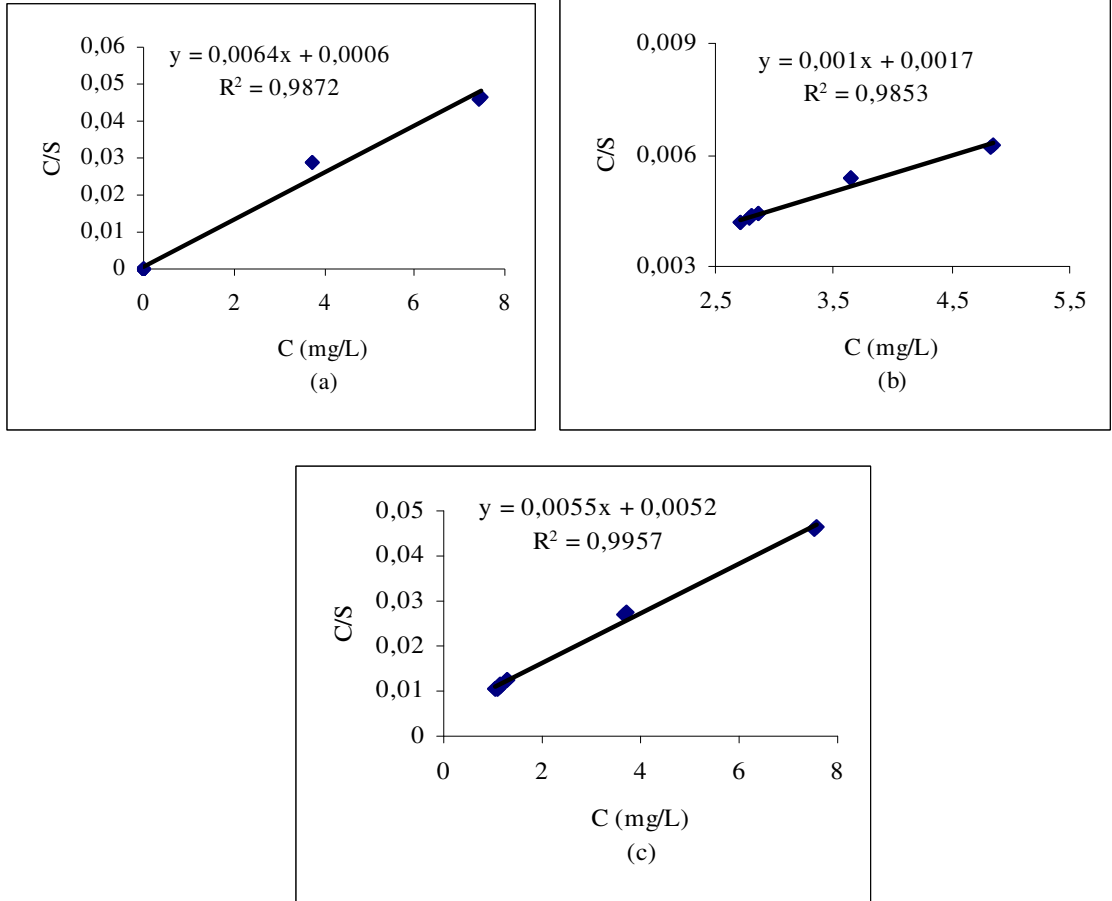 y = 0,0064x + 0,0006
R² = 0,9872
0,06
0,05
0,04
0,03
0,02
0,01
0
C/S
0 2 4 6 8
C (mg/L)
(a)
y = 0,001x + 0,0017
R² = 0,9853
0,009
0,006
0,003
C/S
2,5 3,5 4,5 5,5
C (mg/L)
(b)
y = 0,0055x + 0,0052
R² = 0,9957
0,05
0,04
0,03
0,02
0,01
0
C/S
0 2 4 6 8
C (mg/L)
(c)